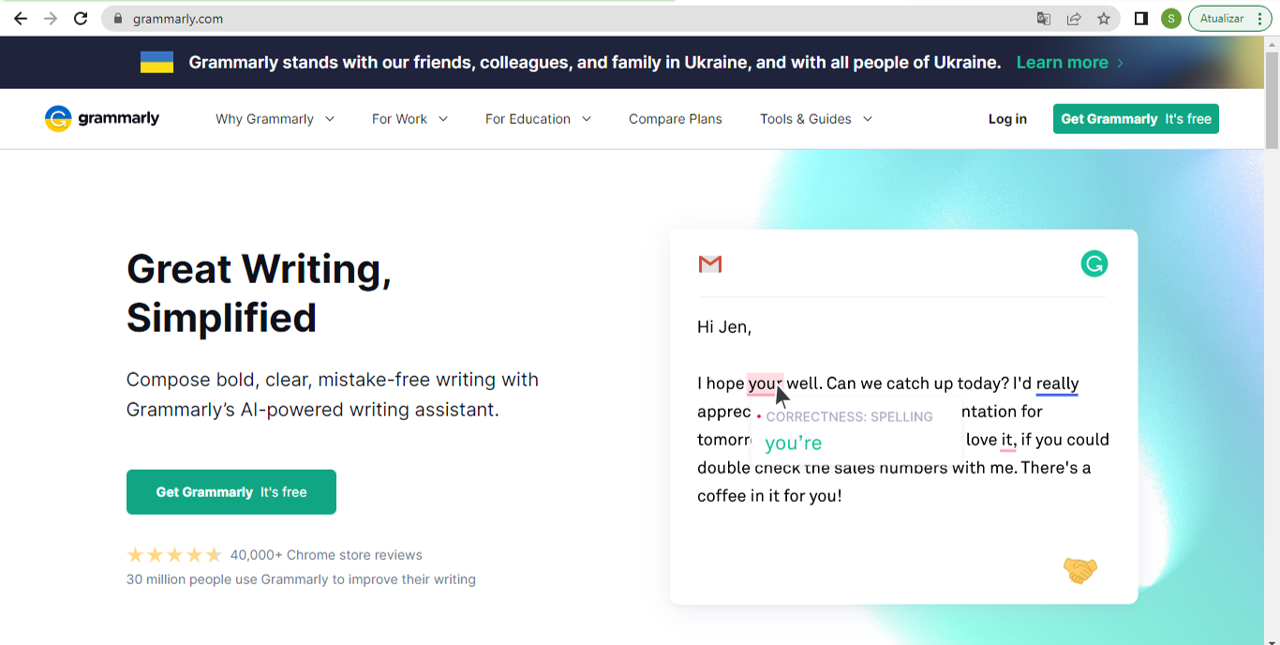 grammarly.com
S
Atualizar
Grammarly stands with our friends, colleagues, and family in Ukraine, and with all people of Ukraine. Learn more
grammarly
Why Grammarly
For Work
For Education
Compare Plans
Tools & Guides
Log in
Get Grammarly It's free
Great Writing,
Simplified
Compose bold, clear, mistake-free writing with
Grammarly’s AI-powered writing assistant.
Get Grammarly It's free
40,000+ Chrome store reviews
30 million people use Grammarly to improve their writing
Hi Jen,
I hope your well. Can we catch up today? I'd really
apprec ntation for
CORRECTNESS: SPELLING
tomorr love it, if you could
you’re
double check the sales numbers with me. There's a
coffee in it for you!